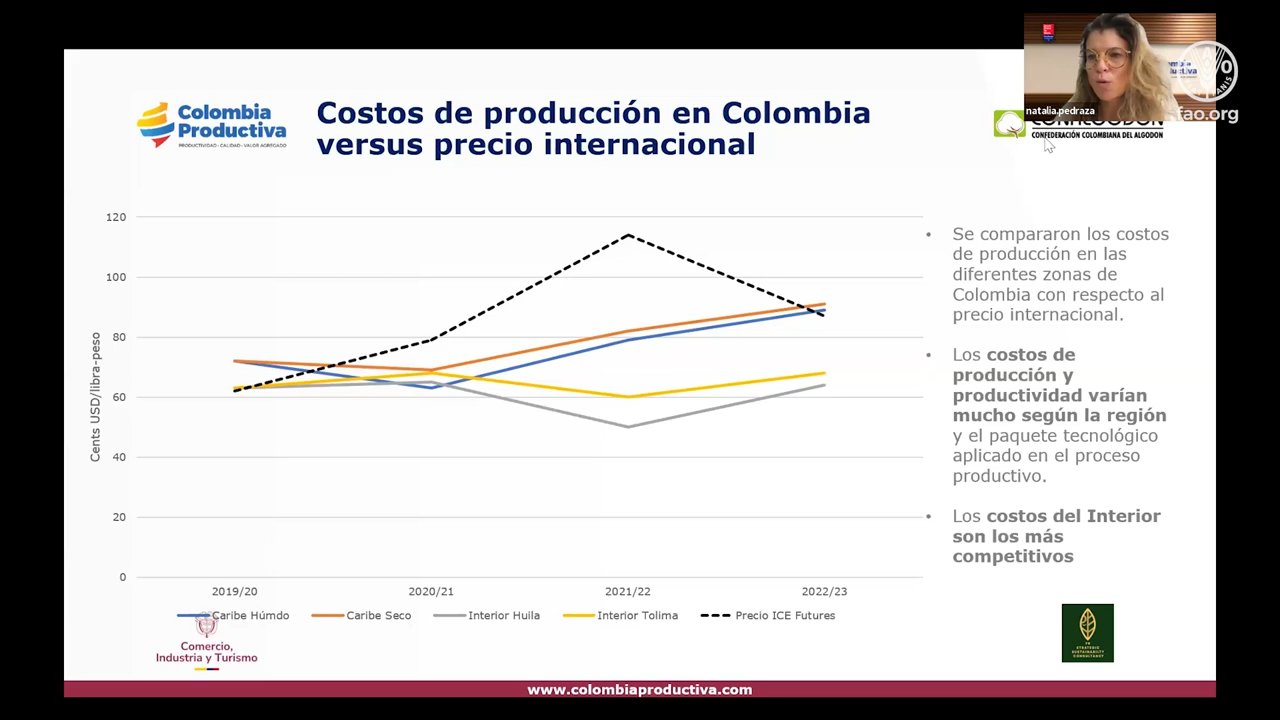 Colombia
Productiva
PRODUCTIVIDAD - CALIDAD - VALOR AGREGADO
Costos de producción en Colombia
versus precio internacional
natalia.pedraza
fao.org
CONFEDERACIÓN COLOMBIANA DEL ALGODON
120
100
80
60
40
20
0
Cents USD/libra-peso
2019/20
2020/21
2021/22
2022/23
Caribe Húmdo
Caribe Seco
Interior Huila
Interior Tolima
Precio ICE Futures
• Se compararon los costos
de producción en las
diferentes zonas de
Colombia con respecto al
precio internacional.
• Los costos de
producción y
productividad varían
mucho según la región
y el paquete tecnológico
aplicado en el proceso
productivo.
• Los costos del Interior
son los más
competitivos
Comercio,
Industria y Turismo
STRATEGIC
SUSTAINABILITY
CONSULTANCY
www.colombiaproductiva.com